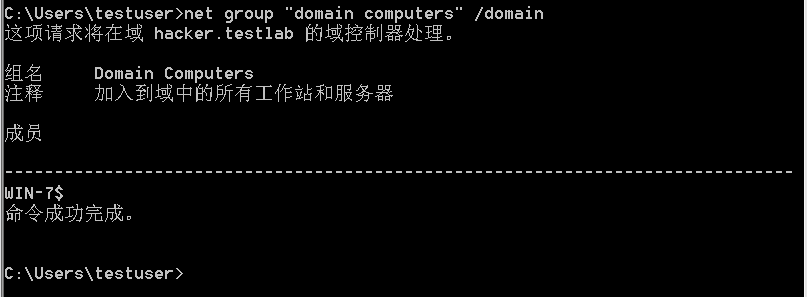 C:\Users\testuser>net group "domain computers" /domain
这项请求将在域 hacker.testlab 的域控制器处理。
组名     Domain Computers
注释     加入到域中的所有工作站和服务器
成员
-------------------------------------------------------------------------------
WIN-7$
命令成功完成。
C:\Users\testuser>